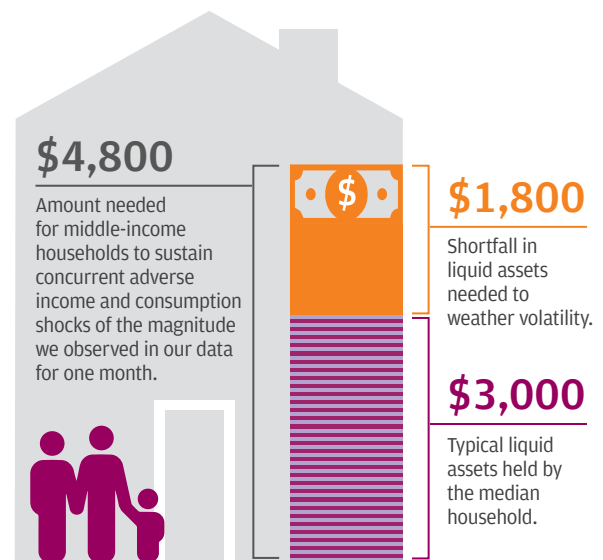 $4,800
Amount needed
for middle-income
households to sustain
concurrent adverse
income and consumption
shocks of the magnitude
we observed in our data
for one month.
$
$1,800
Shortfall in
liquid assets
needed to
weather volatility.
$3,000
Typical liquid
assets held by
the median
household.